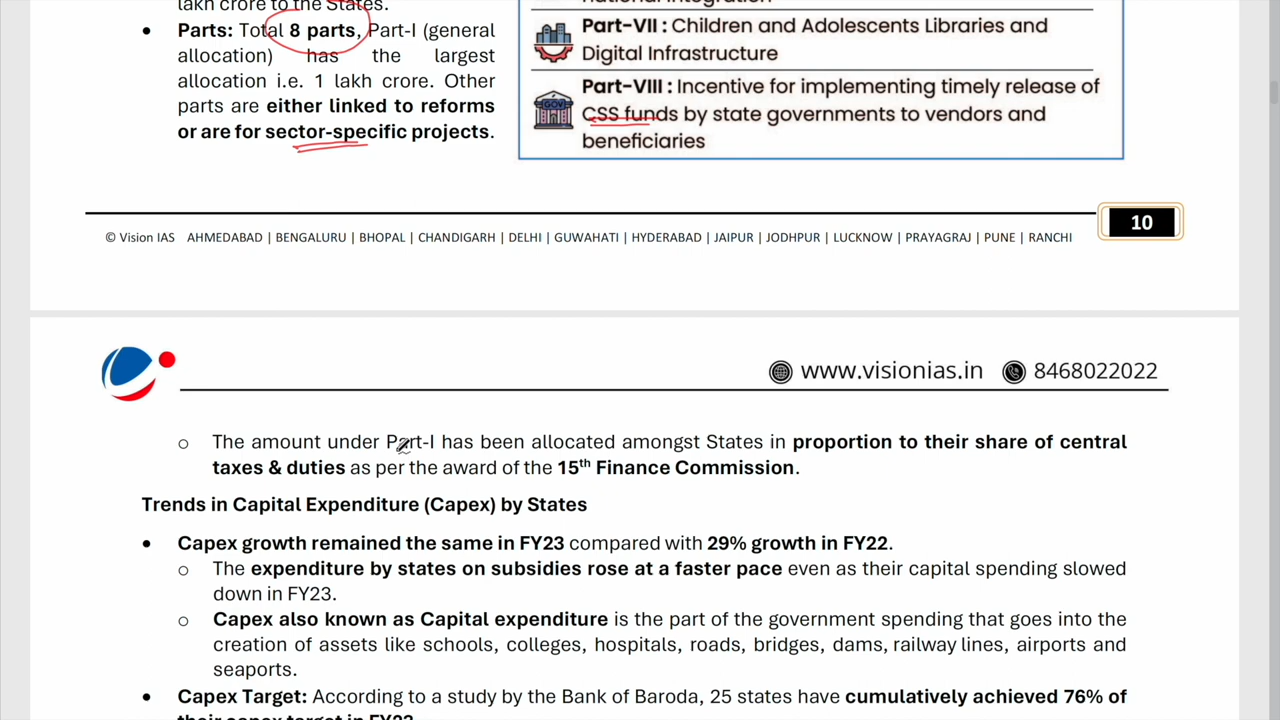 lakh crore to the States.
• Parts: Total 8 parts, Part-I (general
allocation) has the largest
allocation i.e. 1 lakh crore. Other
parts are either linked to reforms
or are for sector-specific projects.
national integration
Part-VII : Children and Adolescents Libraries and
Digital Infrastructure
GOV
Part-VIII : Incentive for implementing timely release of
CSS funds by state governments to vendors and
beneficiaries
© Vision IAS AHMEDABAD | BENGALURU | BHOPAL | CHANDIGARH | DELHI | GUWAHATI | HYDERABAD | JAIPUR | JODHPUR | LUCKNOW | PRAYAGRAJ | PUNE | RANCHI
10
www.visionias.in 8468022022
o The amount under Part-I has been allocated amongst States in proportion to their share of central
taxes & duties as per the award of the 15th Finance Commission.
Trends in Capital Expenditure (Capex) by States
• Capex growth remained the same in FY23 compared with 29% growth in FY22.
o The expenditure by states on subsidies rose at a faster pace even as their capital spending slowed
down in FY23.
o Capex also known as Capital expenditure is the part of the government spending that goes into the
creation of assets like schools, colleges, hospitals, roads, bridges, dams, railway lines, airports and
seaports.
• Capex Target: According to a study by the Bank of Baroda, 25 states have cumulatively achieved 76% of
their capex target in FY23